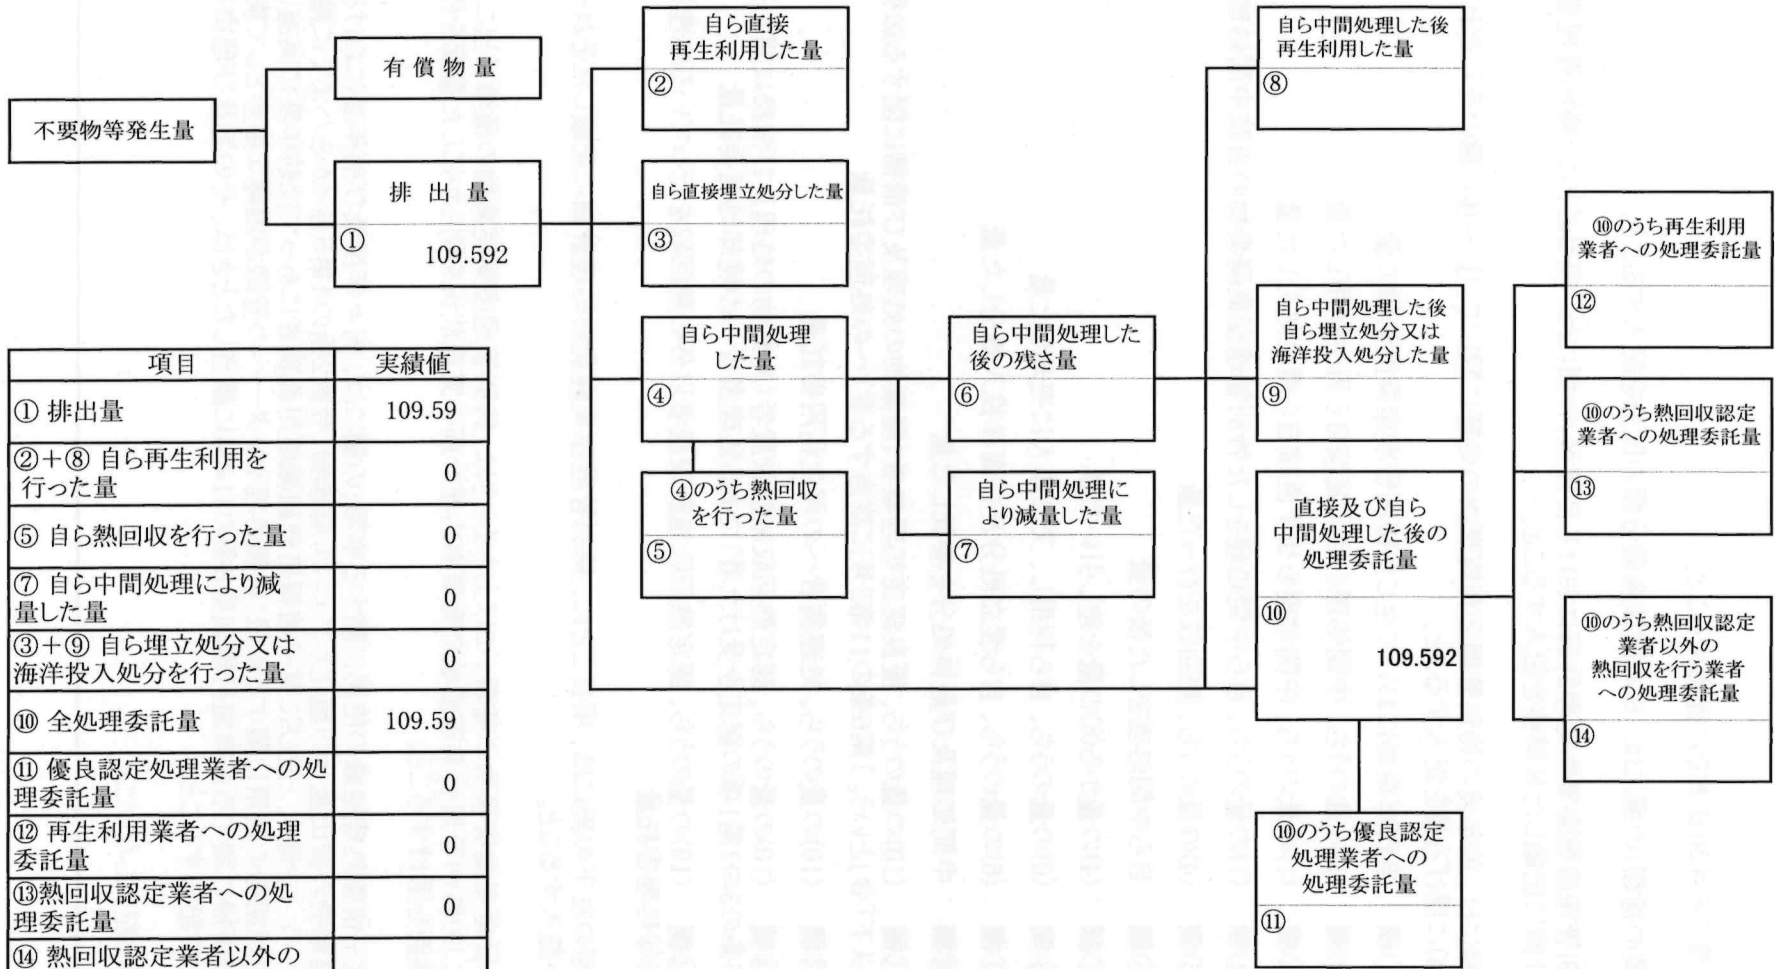 不要物等発生量
有 償 物 量
排 出 量
①
109.592
自ら直接
再生利用した量
②
自ら直接埋立処分した量
③
自ら中間処理
した量
④
④のうち熱回収
を行った量
⑤
自ら中間処理した
後の残さ量
⑥
自ら中間処理に
より減量した量
⑦
自ら中間処理した後
再生利用した量
⑧
自ら中間処理した後
自ら埋立処分又は
海洋投入処分した量
⑨
直接及び自ら
中間処理した後の
処理委託量
⑩
109.592
⑩のうち優良認定
処理業者への
処理委託量
⑪
⑩のうち再生利用
業者への処理委託量
⑫
⑩のうち熱回収認定
業者への処理委託量
⑬
⑩のうち熱回収認定
業者以外の
熱回収を行う業者
への処理委託量
⑭
項目 実績値
① 排出量 109.59
②+⑧ 自ら再生利用を
行った量 0
⑤ 自ら熱回収を行った量 0
⑦ 自ら中間処理により減
量した量 0
③+⑨ 自ら埋立処分又は
海洋投入処分を行った量 0
⑩ 全処理委託量 109.59
⑪ 優良認定処理業者への処
理委託量 0
⑫ 再生利用業者への処理
委託量 0
⑬熱回収認定業者への処
理委託量 0
⑭ 熱回収認定業者以外の